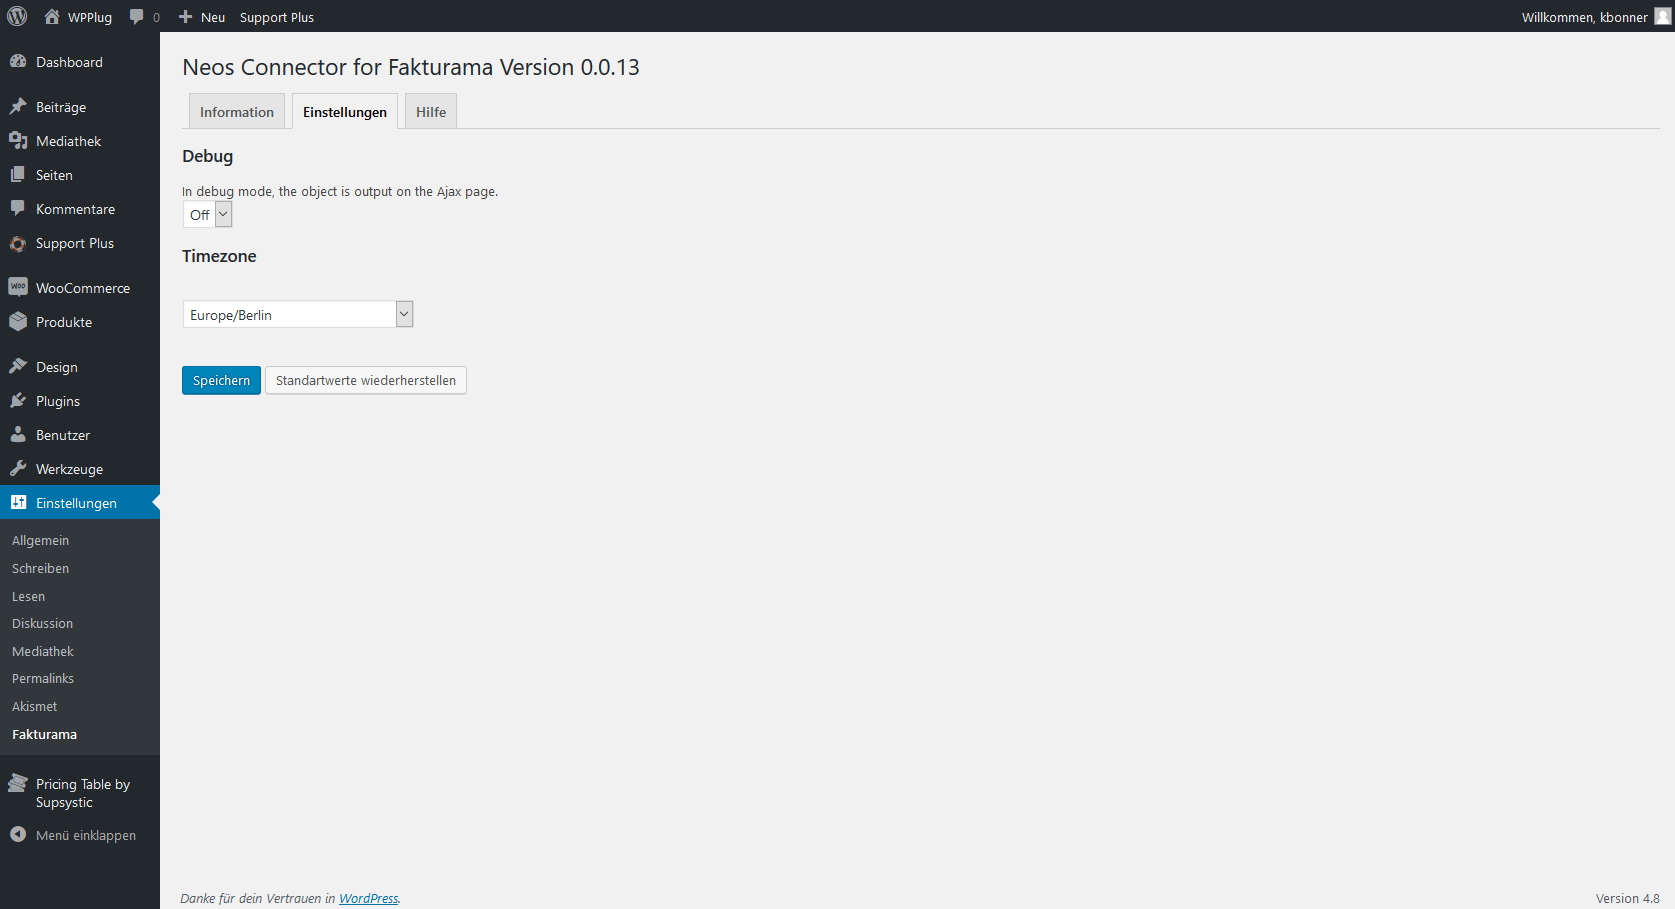 WPPlug 0 Neu Support Plus Willkommen, kbonner
Dashboard
Beiträge
Mediathek
Seiten
Kommentare
Support Plus
WOO WooCommerce
Produkte
Design
Plugins
Benutzer
Werkzeuge
Einstellungen
Allgemein
Schreiben
Lesen
Diskussion
Mediathek
Permalinks
Akismet
Fakturama
Pricing Table by
Supsystic
Menü einklappen
Neos Connector for Fakturama Version 0.0.13
Information Einstellungen Hilfe
Debug
In debug mode, the object is output on the Ajax page.
Off
Timezone
Europe/Berlin
Speichern Standartwerte wiederherstellen
Danke für dein Vertrauen in WordPress. Version 4.8